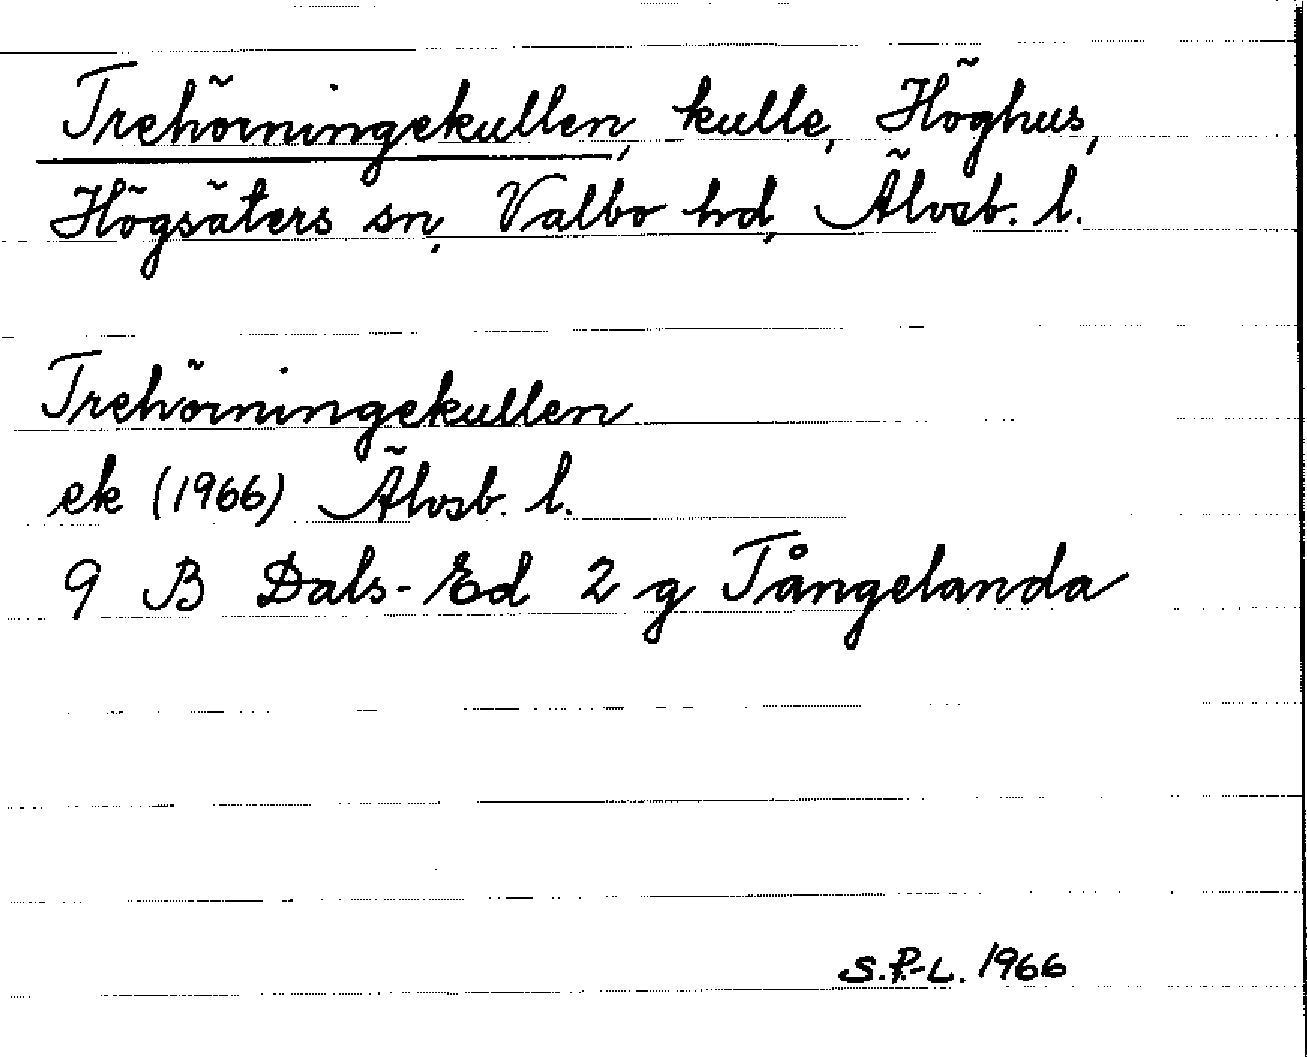 Trehörningekullen, kulle, Höghus,
Högsäters sn, Valbo hd, Älvsb. l.
Trehörningekullen
ek (1966) Älvsb. l.
9 B Dals-Ed 2 g Tångelanda
S.P.-L. 1966